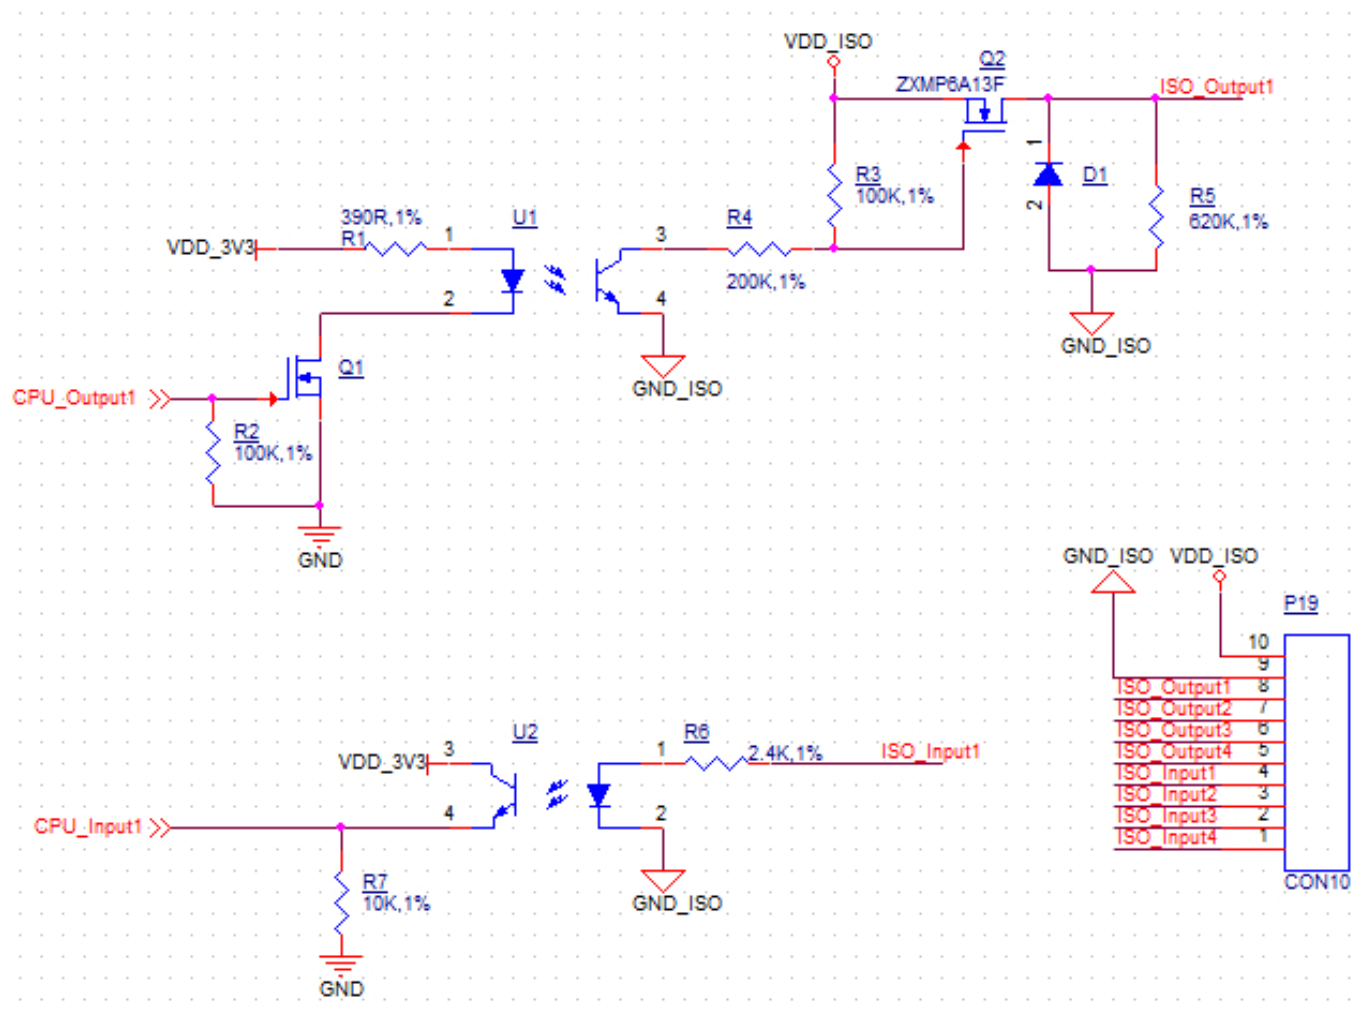 VDD_ISO
Q2
ZXMP6A13F
ISO_Output1
1
D1
2
R3
100K,1%
R5
620K,1%
390R,1%
U1
R4
VDD_3V3
R1
1
3
200K,1%
2
4
GND_ISO
GND_ISO
Q1
CPU_Output1
R2
100K,1%
GND
GND_ISO
VDD_ISO
P19
10
9
ISO_Output1
8
ISO_Output2
7
ISO_Output3
6
ISO_Output4
5
ISO_Input1
4
ISO_Input2
3
ISO_Input3
2
ISO_Input4
1
CON10
U2
R6
VDD_3V3
3
1
2.4K,1%
ISO_Input1
CPU_Input1
4
2
R7
10K,1%
GND_ISO
GND